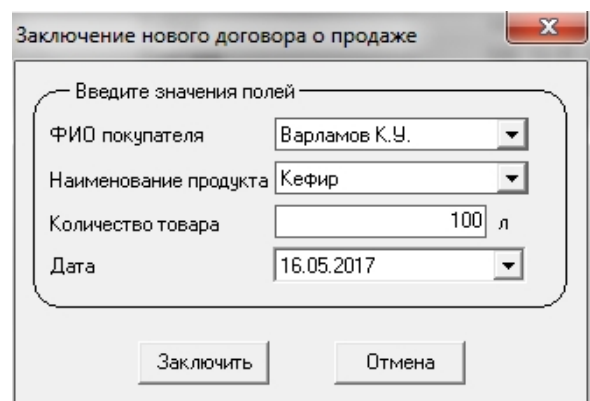 Заключение нового договора о продаже
Введите значения полей
ФИО покупателя Варламов К.У.
Наименование продукта Кефир
Количество товара 100 л
Дата 16.05.2017
Заключить Отмена